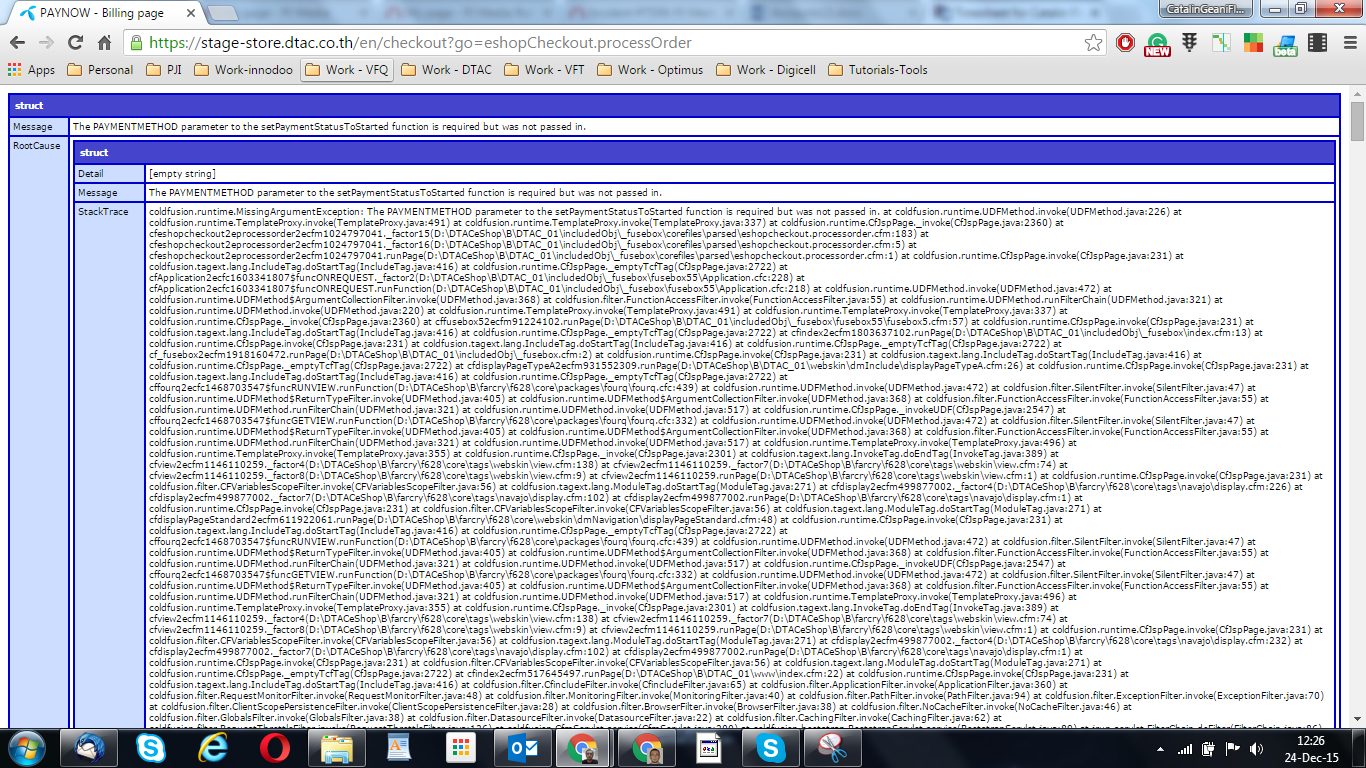 PAYNOW - Billing page
CatalinGeaniFl...
https://stage-store.dtac.co.th/en/checkout?go=eshopCheckout.processOrder
NEW
beta
Apps Personal PJI Work-innodoo Work - VFQ Work - DTAC Work - VFT Work - Optimus Work - Digicell Tutorials-Tools
struct
Message The PAYMENTMETHOD parameter to the setPaymentStatusToStarted function is required but was not passed in.
RootCause
struct
Detail [empty string]
Message The PAYMENTMETHOD parameter to the setPaymentStatusToStarted function is required but was not passed in.
StackTrace coldfusion.runtime.MissingArgumentException: The PAYMENTMETHOD parameter to the setPaymentStatusToStarted function is required but was not passed in. at coldfusion.runtime.UDFMethod.invoke(UDFMethod.java:226) at
coldfusion.runtime.TemplateProxy.invoke(TemplateProxy.java:491) at coldfusion.runtime.TemplateProxy.invoke(TemplateProxy.java:337) at coldfusion.runtime.CfJspPage._invoke(CfJspPage.java:2360) at
cfeshopcheckout2eprocessorder2ecfm1024797041._factor15(D:\DTACeShop\B\DTAC_01\includedObj\_fusebox\corefiles\parsed\eshopcheckout.processorder.cfm:183) at
cfeshopcheckout2eprocessorder2ecfm1024797041._factor16(D:\DTACeShop\B\DTAC_01\includedObj\_fusebox\corefiles\parsed\eshopcheckout.processorder.cfm:5) at
cfeshopcheckout2eprocessorder2ecfm1024797041.runPage(D:\DTACeShop\B\DTAC_01\includedObj\_fusebox\corefiles\parsed\eshopcheckout.processorder.cfm:1) at coldfusion.runtime.CfJspPage.invoke(CfJspPage.java:231) at
coldfusion.tagext.lang.IncludeTag.doStartTag(IncludeTag.java:416) at coldfusion.runtime.CfJspPage._emptyTcfTag(CfJspPage.java:2722) at
cfApplication2ecfc1603341807$funcONREQUEST._factor2(D:\DTACeShop\B\DTAC_01\includedObj\_fusebox\fusebox55\Application.cfc:228) at
cfApplication2ecfc1603341807$funcONREQUEST.runFunction(D:\DTACeShop\B\DTAC_01\includedObj\_fusebox\fusebox55\Application.cfc:218) at coldfusion.runtime.UDFMethod.invoke(UDFMethod.java:472) at
coldfusion.runtime.UDFMethod$ArgumentCollectionFilter.invoke(UDFMethod.java:368) at coldfusion.filter.FunctionAccessFilter.invoke(FunctionAccessFilter.java:55) at coldfusion.runtime.UDFMethod.runFilterChain(UDFMethod.java:321) at
coldfusion.runtime.UDFMethod.invoke(UDFMethod.java:220) at coldfusion.runtime.TemplateProxy.invoke(TemplateProxy.java:491) at coldfusion.runtime.TemplateProxy.invoke(TemplateProxy.java:337) at
coldfusion.runtime.CfJspPage._invoke(CfJspPage.java:2360) at cffusebox52ecfm91224102.runPage(D:\DTACeShop\B\DTAC_01\includedObj\_fusebox\fusebox55\fusebox5.cfm:57) at coldfusion.runtime.CfJspPage.invoke(CfJspPage.java:231) at
coldfusion.tagext.lang.IncludeTag.doStartTag(IncludeTag.java:416) at coldfusion.runtime.CfJspPage._emptyTcfTag(CfJspPage.java:2722) at cfindex2ecfm1803637102.runPage(D:\DTACeShop\B\DTAC_01\includedObj\_fusebox\index.cfm:13) at
coldfusion.runtime.CfJspPage.invoke(CfJspPage.java:231) at coldfusion.tagext.lang.IncludeTag.doStartTag(IncludeTag.java:416) at coldfusion.runtime.CfJspPage._emptyTcfTag(CfJspPage.java:2722) at
cf_fusebox2ecfm1918160472.runPage(D:\DTACeShop\B\DTAC_01\includedObj\_fusebox.cfm:2) at coldfusion.runtime.CfJspPage.invoke(CfJspPage.java:231) at coldfusion.tagext.lang.IncludeTag.doStartTag(IncludeTag.java:416) at
coldfusion.runtime.CfJspPage._emptyTcfTag(CfJspPage.java:2722) at cfdisplayPageTypeA2ecfm931552309.runPage(D:\DTACeShop\B\DTAC_01\webskin\dmInclude\displayPageTypeA.cfm:26) at coldfusion.runtime.CfJspPage.invoke(CfJspPage.java:231) at
coldfusion.tagext.lang.IncludeTag.doStartTag(IncludeTag.java:416) at coldfusion.runtime.CfJspPage._emptyTcfTag(CfJspPage.java:2722) at
cffourq2ecfc1468703547$funcRUNVIEW.runFunction(D:\DTACeShop\B\farcry\f628\core\packages\fourq\fourq.cfc:439) at coldfusion.runtime.UDFMethod.invoke(UDFMethod.java:472) at coldfusion.filter.SilentFilter.invoke(SilentFilter.java:47) at
coldfusion.runtime.UDFMethod$ReturnTypeFilter.invoke(UDFMethod.java:405) at coldfusion.runtime.UDFMethod$ArgumentCollectionFilter.invoke(UDFMethod.java:368) at coldfusion.filter.FunctionAccessFilter.invoke(FunctionAccessFilter.java:55) at
coldfusion.runtime.UDFMethod.runFilterChain(UDFMethod.java:321) at coldfusion.runtime.UDFMethod.invoke(UDFMethod.java:517) at coldfusion.runtime.CfJspPage._invokeUDF(CfJspPage.java:2547) at
cffourq2ecfc1468703547$funcGETVIEW.runFunction(D:\DTACeShop\B\farcry\f628\core\packages\fourq\fourq.cfc:332) at coldfusion.runtime.UDFMethod.invoke(UDFMethod.java:472) at coldfusion.filter.SilentFilter.invoke(SilentFilter.java:47) at
coldfusion.runtime.UDFMethod$ReturnTypeFilter.invoke(UDFMethod.java:405) at coldfusion.runtime.UDFMethod$ArgumentCollectionFilter.invoke(UDFMethod.java:368) at coldfusion.filter.FunctionAccessFilter.invoke(FunctionAccessFilter.java:55) at
coldfusion.runtime.UDFMethod.runFilterChain(UDFMethod.java:321) at coldfusion.runtime.UDFMethod.invoke(UDFMethod.java:517) at coldfusion.runtime.TemplateProxy.invoke(TemplateProxy.java:496) at
coldfusion.runtime.TemplateProxy.invoke(TemplateProxy.java:355) at coldfusion.runtime.CfJspPage._invoke(CfJspPage.java:2301) at coldfusion.tagext.lang.InvokeTag.doEndTag(InvokeTag.java:389) at
cfview2ecfm1146110259._factor4(D:\DTACeShop\B\farcry\f628\core\tags\webskin\view.cfm:138) at cfview2ecfm1146110259._factor7(D:\DTACeShop\B\farcry\f628\core\tags\webskin\view.cfm:74) at
cfview2ecfm1146110259._factor8(D:\DTACeShop\B\farcry\f628\core\tags\webskin\view.cfm:9) at cfview2ecfm1146110259.runPage(D:\DTACeShop\B\farcry\f628\core\tags\webskin\view.cfm:1) at coldfusion.runtime.CfJspPage.invoke(CfJspPage.java:231) at
coldfusion.filter.CFVariablesScopeFilter.invoke(CFVariablesScopeFilter.java:56) at coldfusion.tagext.lang.ModuleTag.doStartTag(ModuleTag.java:271) at cfdisplay2ecfm499877002._factor4(D:\DTACeShop\B\farcry\f628\core\tags\navajo\display.cfm:226) at
cfdisplay2ecfm499877002._factor7(D:\DTACeShop\B\farcry\f628\core\tags\navajo\display.cfm:102) at cfdisplay2ecfm499877002.runPage(D:\DTACeShop\B\farcry\f628\core\tags\navajo\display.cfm:1) at
coldfusion.runtime.CfJspPage.invoke(CfJspPage.java:231) at coldfusion.filter.CFVariablesScopeFilter.invoke(CFVariablesScopeFilter.java:56) at coldfusion.tagext.lang.ModuleTag.doStartTag(ModuleTag.java:271) at
cfdisplayPageStandard2ecfm611922061.runPage(D:\DTACeShop\B\farcry\f628\core\webskin\dmNavigation\displayPageStandard.cfm:48) at coldfusion.runtime.CfJspPage.invoke(CfJspPage.java:231) at
coldfusion.tagext.lang.IncludeTag.doStartTag(IncludeTag.java:416) at coldfusion.runtime.CfJspPage._emptyTcfTag(CfJspPage.java:2722) at
cffourq2ecfc1468703547$funcRUNVIEW.runFunction(D:\DTACeShop\B\farcry\f628\core\packages\fourq\fourq.cfc:439) at coldfusion.runtime.UDFMethod.invoke(UDFMethod.java:472) at coldfusion.filter.SilentFilter.invoke(SilentFilter.java:47) at
coldfusion.runtime.UDFMethod$ReturnTypeFilter.invoke(UDFMethod.java:405) at coldfusion.runtime.UDFMethod$ArgumentCollectionFilter.invoke(UDFMethod.java:368) at coldfusion.filter.FunctionAccessFilter.invoke(FunctionAccessFilter.java:55) at
coldfusion.runtime.UDFMethod.runFilterChain(UDFMethod.java:321) at coldfusion.runtime.UDFMethod.invoke(UDFMethod.java:517) at coldfusion.runtime.CfJspPage._invokeUDF(CfJspPage.java:2547) at
cffourq2ecfc1468703547$funcGETVIEW.runFunction(D:\DTACeShop\B\farcry\f628\core\packages\fourq\fourq.cfc:332) at coldfusion.runtime.UDFMethod.invoke(UDFMethod.java:472) at coldfusion.filter.SilentFilter.invoke(SilentFilter.java:47) at
coldfusion.runtime.UDFMethod$ReturnTypeFilter.invoke(UDFMethod.java:405) at coldfusion.runtime.UDFMethod$ArgumentCollectionFilter.invoke(UDFMethod.java:368) at coldfusion.filter.FunctionAccessFilter.invoke(FunctionAccessFilter.java:55) at
coldfusion.runtime.UDFMethod.runFilterChain(UDFMethod.java:321) at coldfusion.runtime.UDFMethod.invoke(UDFMethod.java:517) at coldfusion.runtime.TemplateProxy.invoke(TemplateProxy.java:496) at
coldfusion.runtime.TemplateProxy.invoke(TemplateProxy.java:355) at coldfusion.runtime.CfJspPage._invoke(CfJspPage.java:2301) at coldfusion.tagext.lang.InvokeTag.doEndTag(InvokeTag.java:389) at
cfview2ecfm1146110259._factor4(D:\DTACeShop\B\farcry\f628\core\tags\webskin\view.cfm:138) at cfview2ecfm1146110259._factor7(D:\DTACeShop\B\farcry\f628\core\tags\webskin\view.cfm:74) at
cfview2ecfm1146110259._factor8(D:\DTACeShop\B\farcry\f628\core\tags\webskin\view.cfm:9) at cfview2ecfm1146110259.runPage(D:\DTACeShop\B\farcry\f628\core\tags\webskin\view.cfm:1) at coldfusion.runtime.CfJspPage.invoke(CfJspPage.java:231) at
coldfusion.filter.CFVariablesScopeFilter.invoke(CFVariablesScopeFilter.java:56) at coldfusion.tagext.lang.ModuleTag.doStartTag(ModuleTag.java:271) at cfdisplay2ecfm499877002._factor4(D:\DTACeShop\B\farcry\f628\core\tags\navajo\display.cfm:232) at
cfdisplay2ecfm499877002._factor7(D:\DTACeShop\B\farcry\f628\core\tags\navajo\display.cfm:102) at cfdisplay2ecfm499877002.runPage(D:\DTACeShop\B\farcry\f628\core\tags\navajo\display.cfm:1) at
coldfusion.runtime.CfJspPage.invoke(CfJspPage.java:231) at coldfusion.filter.CFVariablesScopeFilter.invoke(CFVariablesScopeFilter.java:56) at coldfusion.tagext.lang.ModuleTag.doStartTag(ModuleTag.java:271) at
coldfusion.runtime.CfJspPage._emptyTcfTag(CfJspPage.java:2722) at cfindex2ecfm517645497.runPage(D:\DTACeShop\B\DTAC_01\www\index.cfm:22) at coldfusion.runtime.CfJspPage.invoke(CfJspPage.java:231) at
coldfusion.tagext.lang.IncludeTag.doStartTag(IncludeTag.java:416) at coldfusion.filter.CfincludeFilter.invoke(CfincludeFilter.java:65) at coldfusion.filter.ApplicationFilter.invoke(ApplicationFilter.java:360) at
coldfusion.filter.RequestMonitorFilter.invoke(RequestMonitorFilter.java:48) at coldfusion.filter.MonitoringFilter.invoke(MonitoringFilter.java:40) at coldfusion.filter.PathFilter.invoke(PathFilter.java:94) at coldfusion.filter.ExceptionFilter.invoke(ExceptionFilter.java:70) at
coldfusion.filter.ClientScopePersistenceFilter.invoke(ClientScopePersistenceFilter.java:28) at coldfusion.filter.BrowserFilter.invoke(BrowserFilter.java:38) at coldfusion.filter.NoCacheFilter.invoke(NoCacheFilter.java:46) at
coldfusion.filter.GlobalsFilter.invoke(GlobalsFilter.java:38) at coldfusion.filter.DatasourceFilter.invoke(DatasourceFilter.java:22) at coldfusion.filter.CachingFilter.invoke(CachingFilter.java:62) at
12:26
24-Dec-15